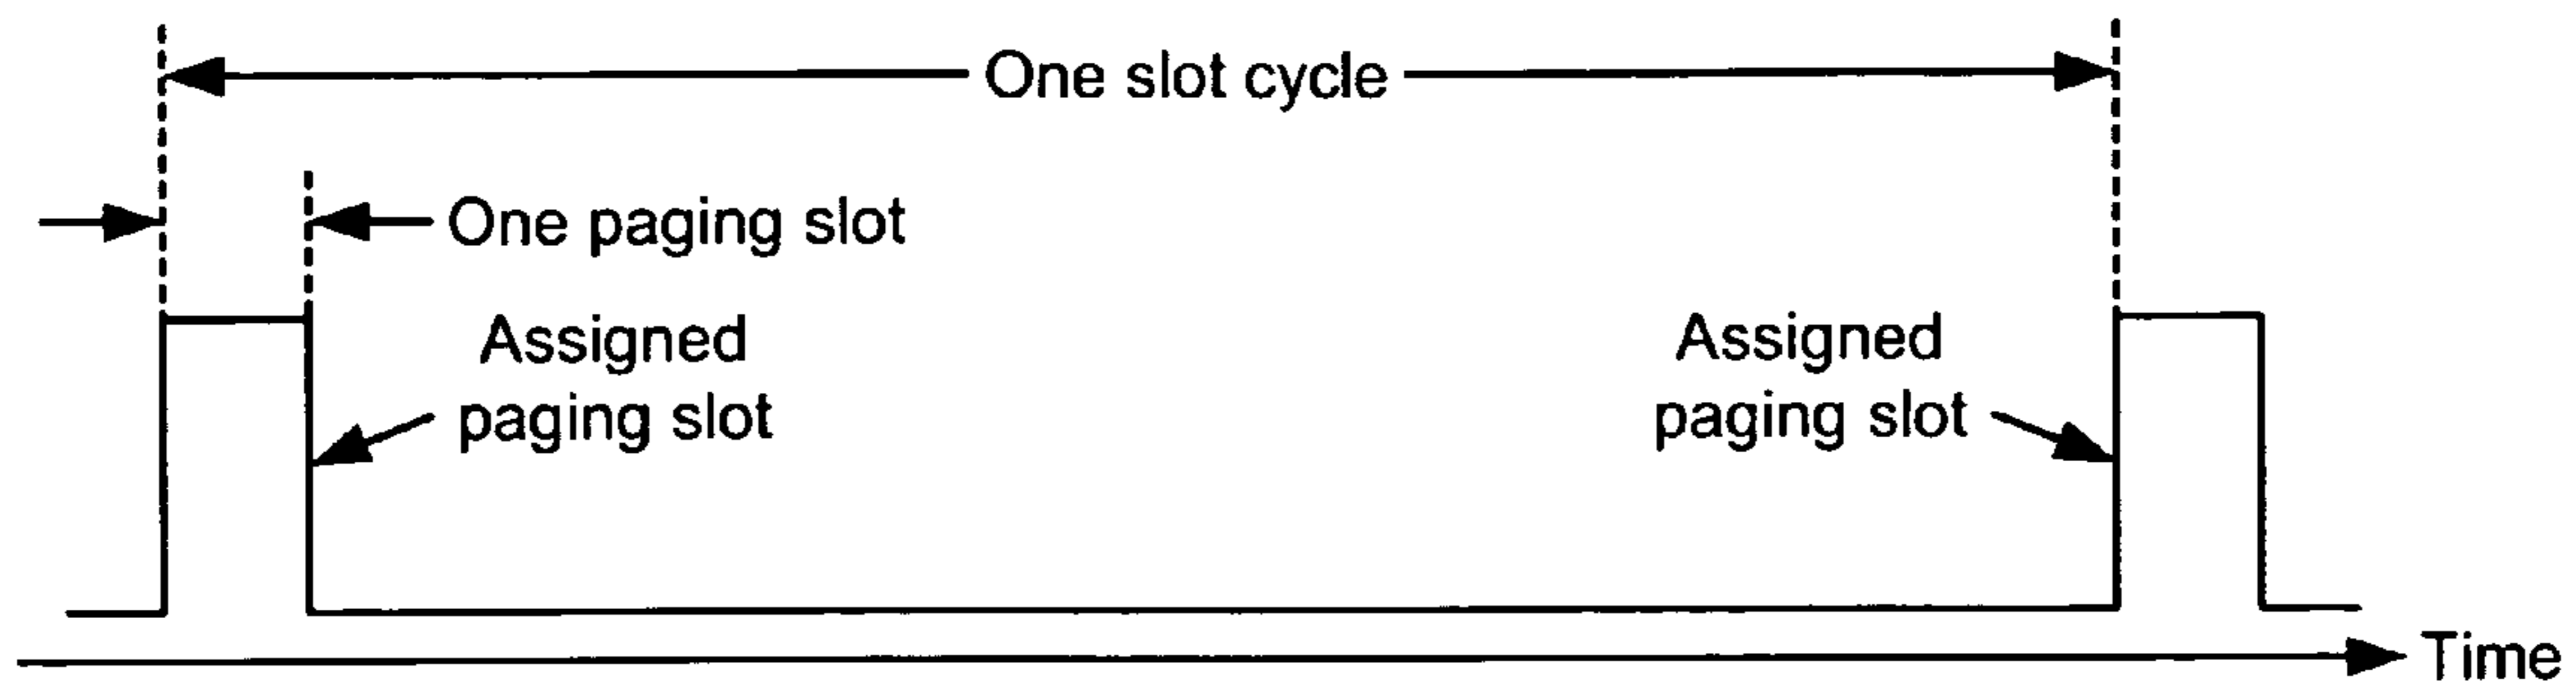 One slot cycle
One paging slot
Assigned
paging slot
Assigned
paging slot
Time